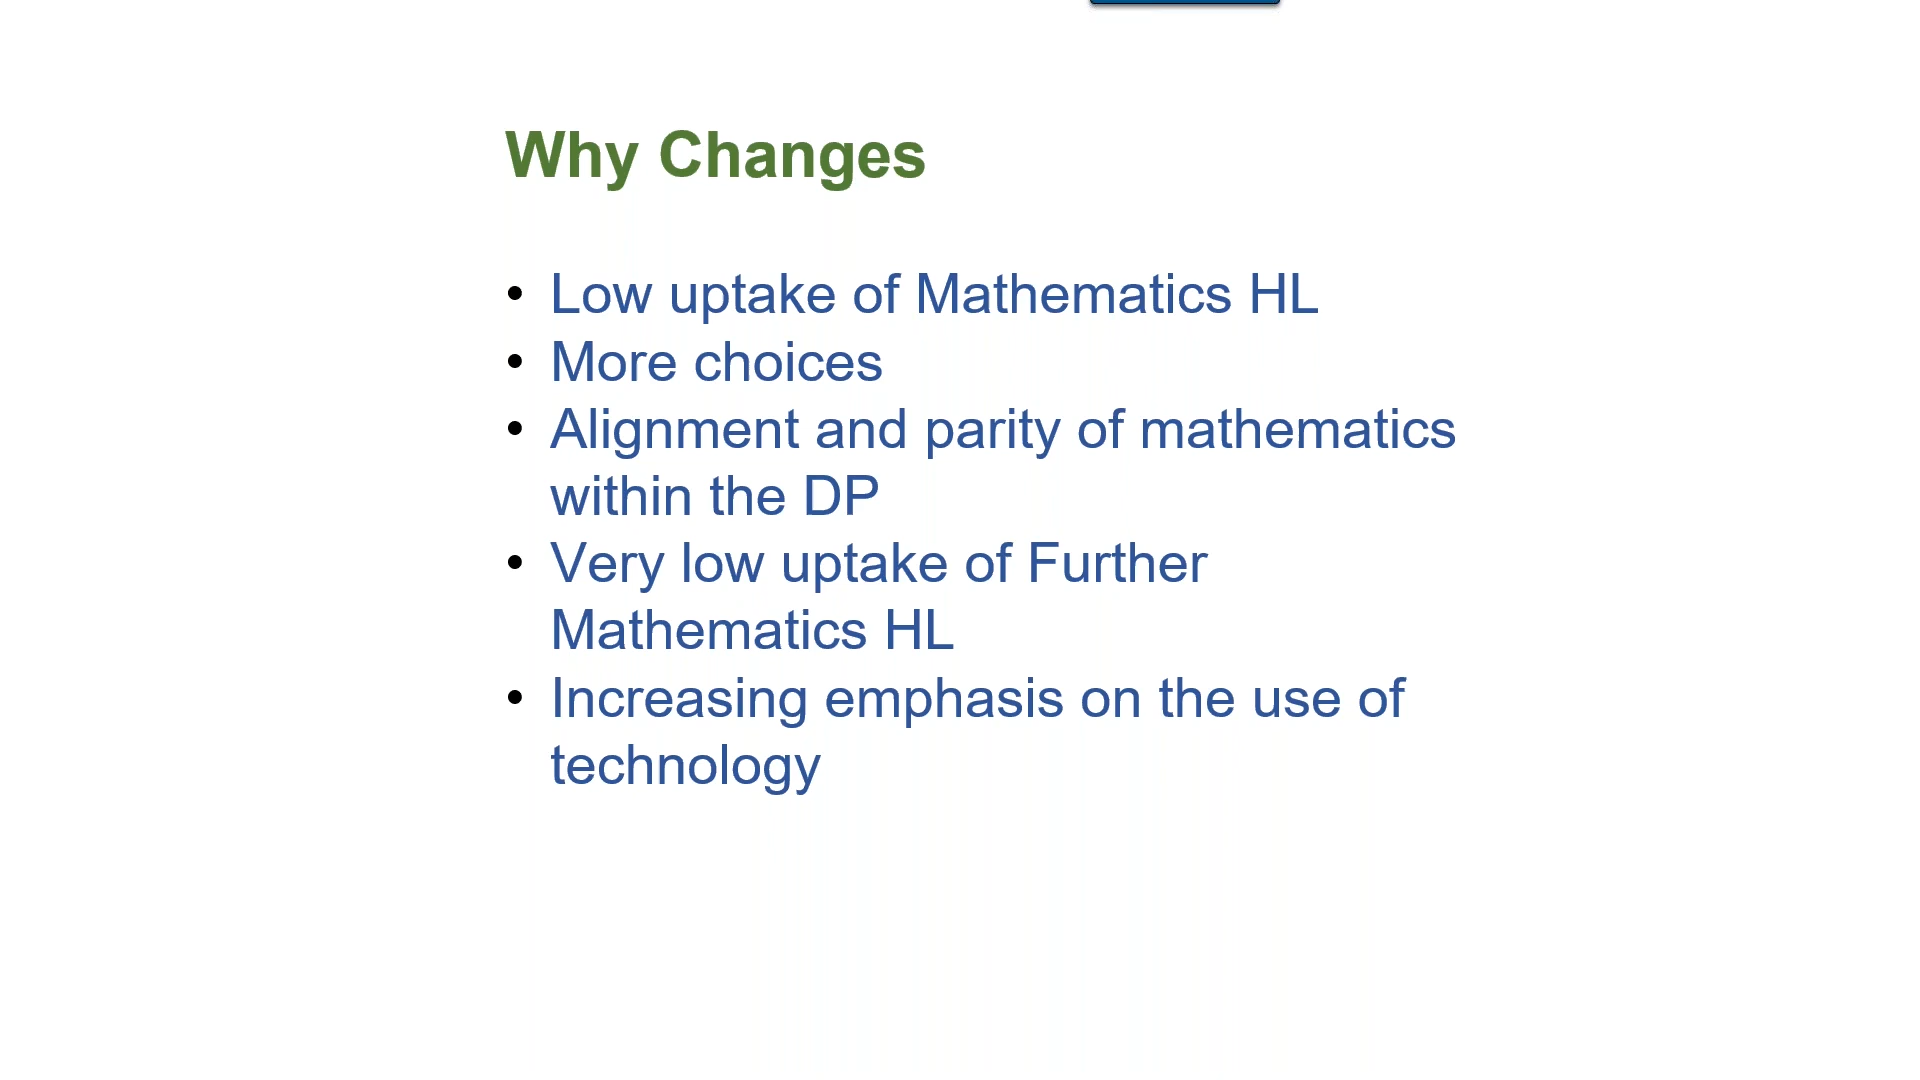 Why Changes
• Low uptake of Mathematics HL
• More choices
• Alignment and parity of mathematics
within the DP
• Very low uptake of Further
Mathematics HL
• Increasing emphasis on the use of
technology